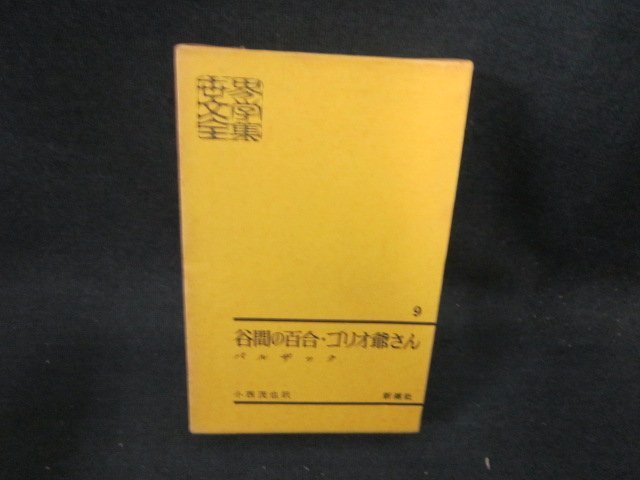 世界
文学
全集
9
谷間の百合・ゴリオ爺さん
バルザック
小西茂也訳 新潮社